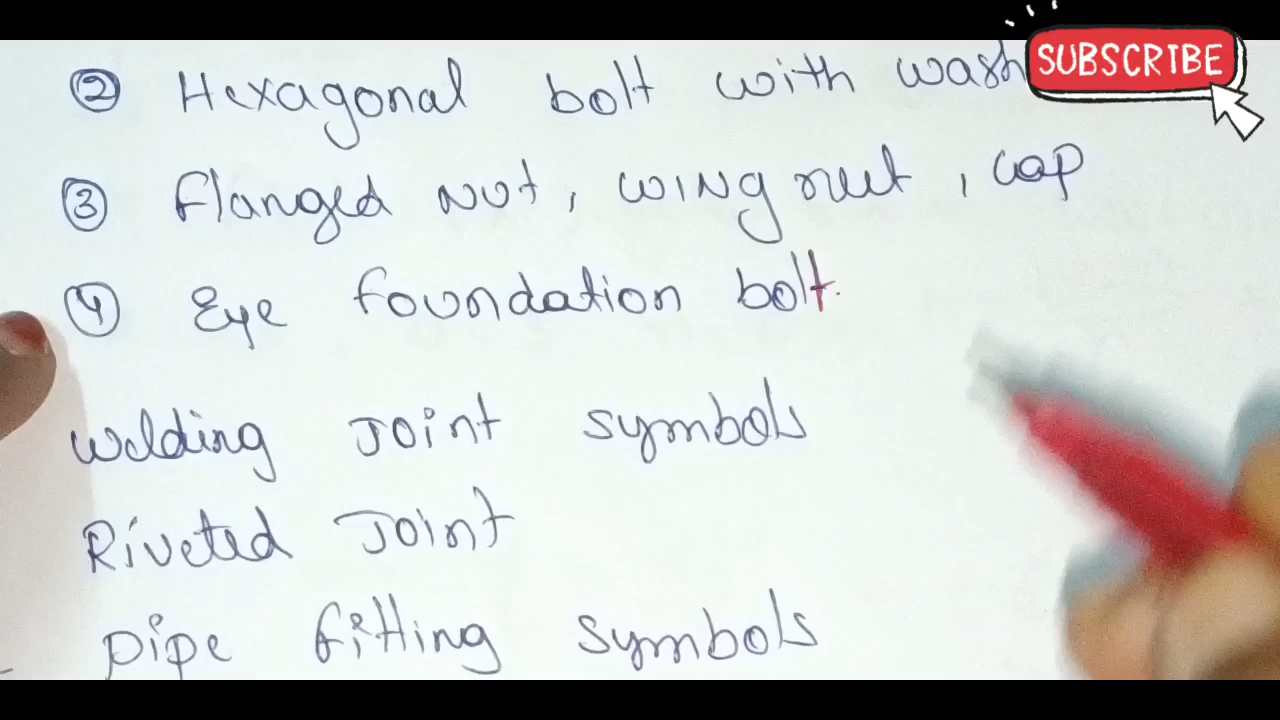 SUBSCRIBE
② Hexagonal bolt with wash
③ Flanged Nut, wing nut, cap
④ Eye foundation bolt.
Welding Joint symbols
Riveted Joint
pipe fitting symbols